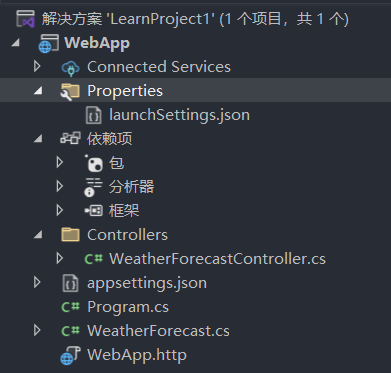 解决方案 'LearnProject1' (1 个项目，共 1 个)
WebApp
Connected Services
Properties
launchSettings.json
依赖项
包
分析器
框架
Controllers
C# WeatherForecastController.cs
appsettings.json
C# Program.cs
C# WeatherForecast.cs
WebApp.http